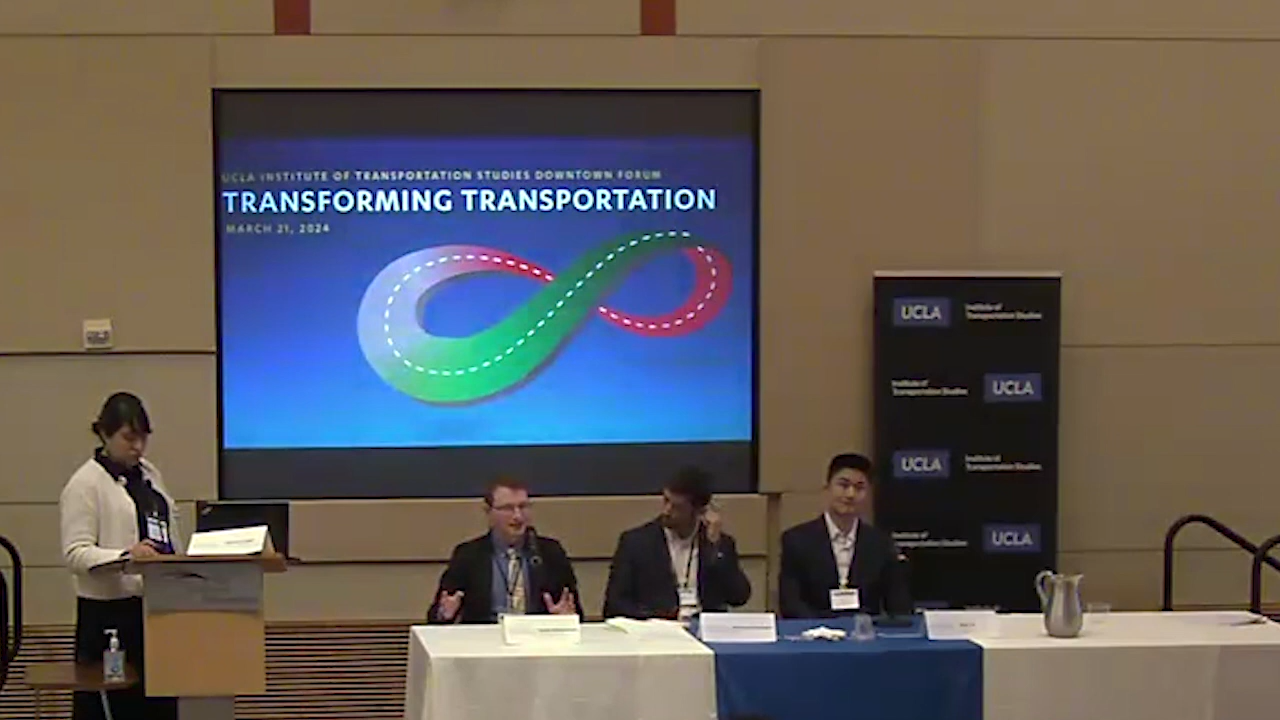 UCLA INSTITUTE OF TRANSPORTATION STUDIES DOWNTOWN FORUM
TRANSFORMING TRANSPORTATION
MARCH 21, 2024
UCLA
Institute of
Transportation Studies
Institute of
Transportation Studies
UCLA
UCLA
Institute of
Transportation Studies
Institute of
Transportation Studies
UCLA